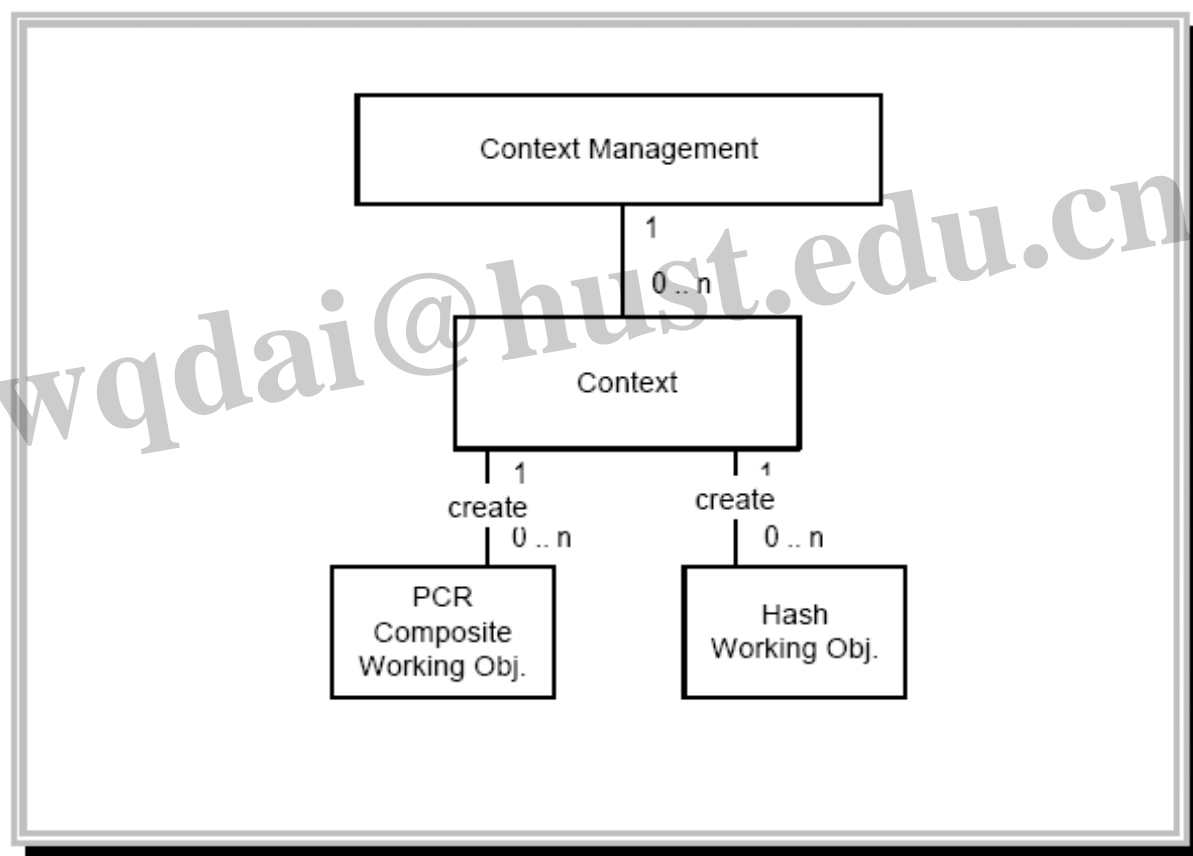 Context Management
1
0 .. n
wqdai@hust.edu.cn
Context
1
create
0 .. n
1
create
0 .. n
PCR
Composite
Working Obj.
Hash
Working Obj.